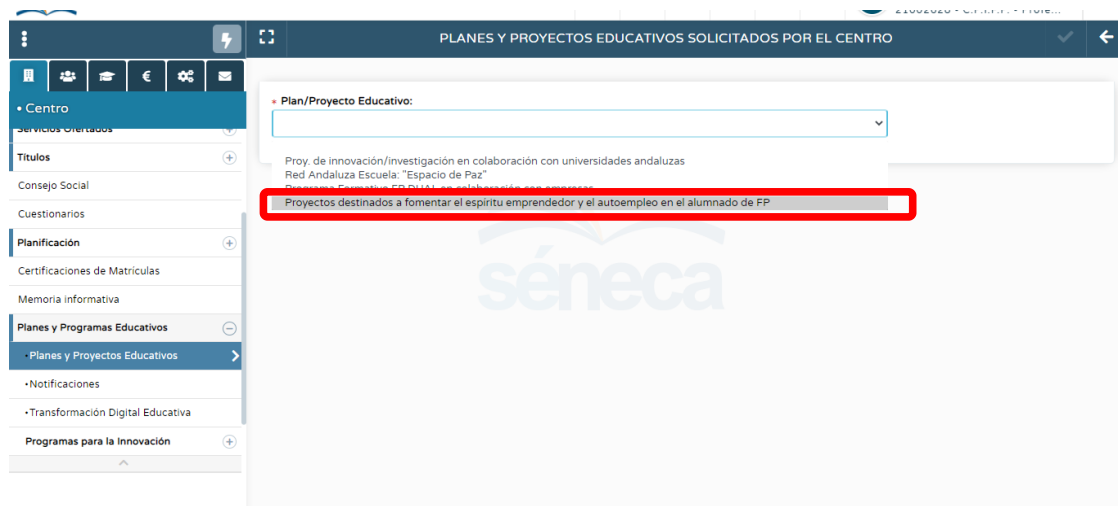 PLANES Y PROYECTOS EDUCATIVOS SOLICITADOS POR EL CENTRO
• Centro
Servicios Ofertados
Títulos
Consejo Social
Cuestionarios
Planificación
Certificaciones de Matrículas
Memoria informativa
Planes y Programas Educativos
•Planes y Proyectos Educativos
•Notificaciones
•Transformación Digital Educativa
Programas para la Innovación
* Plan/Proyecto Educativo:
Proy. de innovación/investigación en colaboración con universidades andaluzas
Red Andaluza Escuela: "Espacio de Paz"
Programa Formativo FP DUAL en colaboración con empresas
Proyectos destinados a fomentar el espíritu emprendedor y el autoempleo en el alumnado de FP
séneca